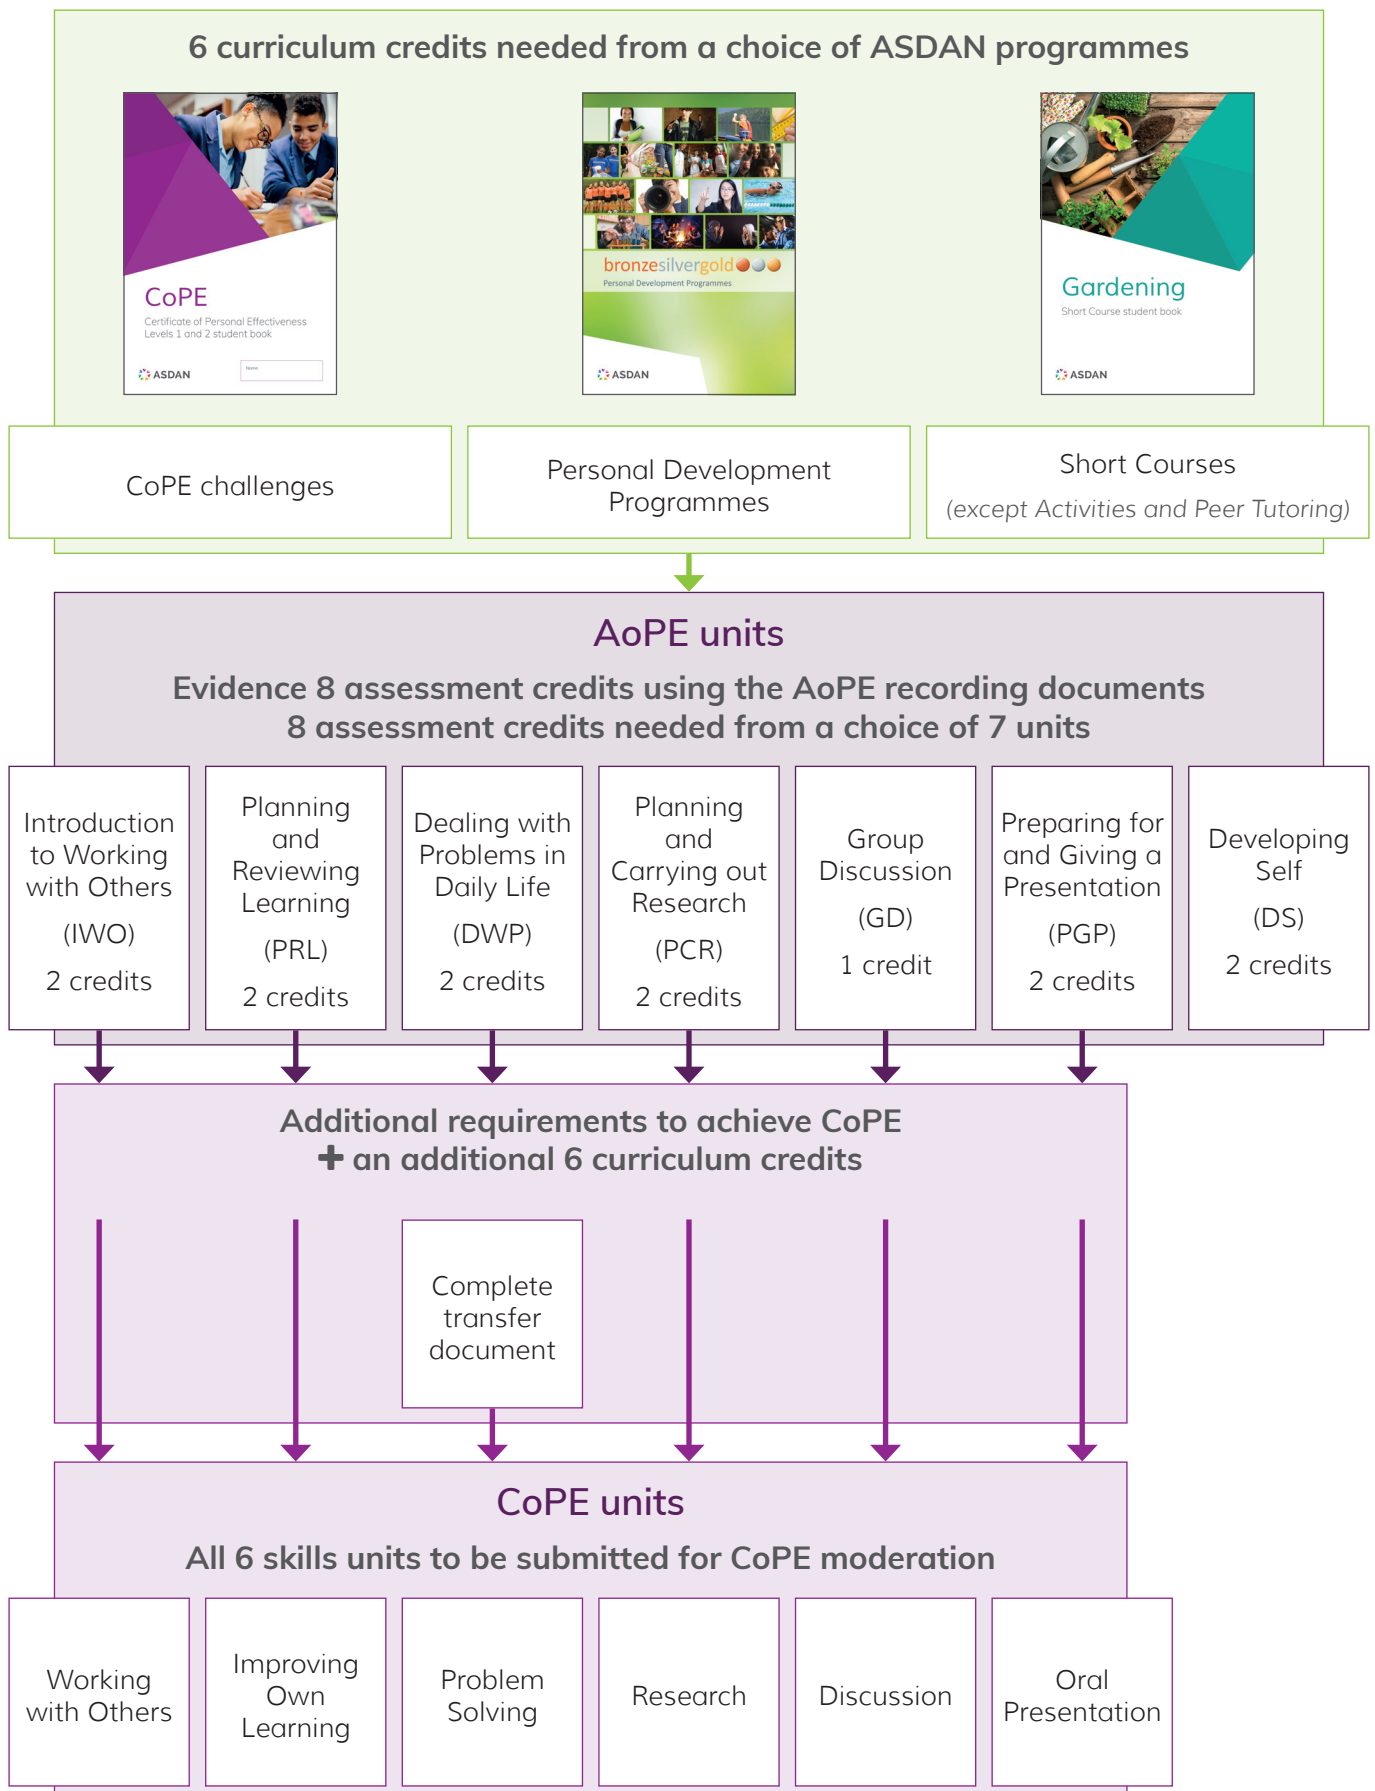 6 curriculum credits needed from a choice of ASDAN programmes
CoPE
Certificate of Personal Effectiveness
Levels 1 and 2 student book
ASDAN
Name
bronzesilvergold
Personal Development Programmes
ASDAN
Gardening
Short Course student book
ASDAN
CoPE challenges
Personal Development
Programmes
Short Courses
(except Activities and Peer Tutoring)
AoPE units
Evidence 8 assessment credits using the AoPE recording documents
8 assessment credits needed from a choice of 7 units
Introduction
to Working
with Others
(IWO)
2 credits
Planning
and
Reviewing
Learning
(PRL)
2 credits
Dealing with
Problems in
Daily Life
(DWP)
2 credits
Planning
and
Carrying out
Research
(PCR)
2 credits
Group
Discussion
(GD)
1 credit
Preparing for
and Giving a
Presentation
(PGP)
2 credits
Developing
Self
(DS)
2 credits
Additional requirements to achieve CoPE
+ an additional 6 curriculum credits
Complete
transfer
document
CoPE units
All 6 skills units to be submitted for CoPE moderation
Working
with Others
Improving
Own
Learning
Problem
Solving
Research
Discussion
Oral
Presentation